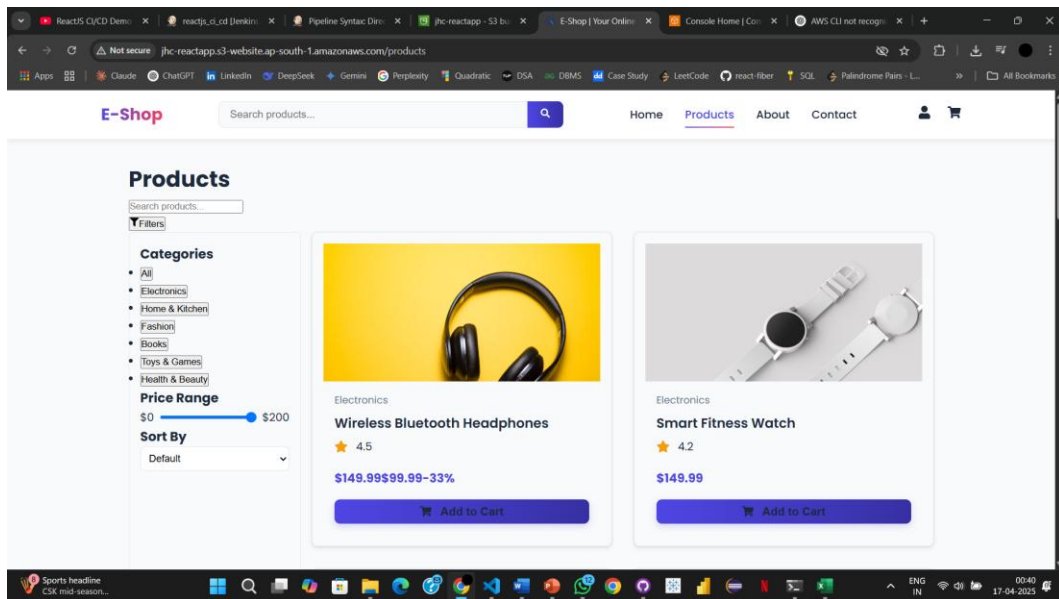 ReactJS CI/CD Demo
reactjs_ci_cd [Jenkins
Pipeline Syntax: Dire
jhc-reactapp - S3 bu
E-Shop | Your Online
Console Home | Con
AWS CLI not recogni
Not secure jhc-reactapp.s3-website.ap-south-1.amazonaws.com/products
Apps Claude ChatGPT LinkedIn DeepSeek Gemini Perplexity Quadratic DSA DBMS Case Study LeetCode react-fiber SQL Palindrome Pairs - L... » All Bookmarks
E-Shop Search products... Home Products About Contact
Products
Search products...
Filters
Categories
All
Electronics
Home & Kitchen
Fashion
Books
Toys & Games
Health & Beauty
Price Range
$0 $200
Sort By
Default
Electronics
Wireless Bluetooth Headphones
4.5
$149.99$99.99-33%
Add to Cart
Electronics
Smart Fitness Watch
4.2
$149.99
Add to Cart
Sports headline
CSK mid-season...
ENG
IN
00:40
17-04-2025